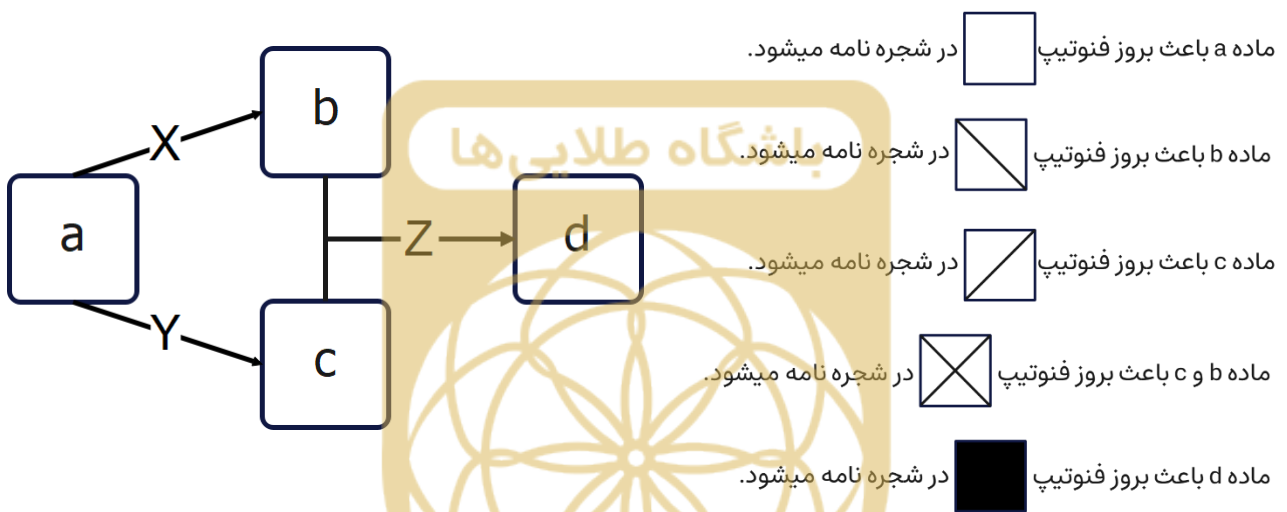 ماده a باعث بروز فنوتیپ در شجره نامه میشود.
ماده b باعث بروز فنوتیپ در شجره نامه میشود.
ماده c باعث بروز فنوتیپ در شجره نامه میشود.
ماده b و c باعث بروز فنوتیپ در شجره نامه میشود.
ماده d باعث بروز فنوتیپ در شجره نامه میشود.
باشگاه طلایی‌ها
b
X
a
Z
d
Y
c